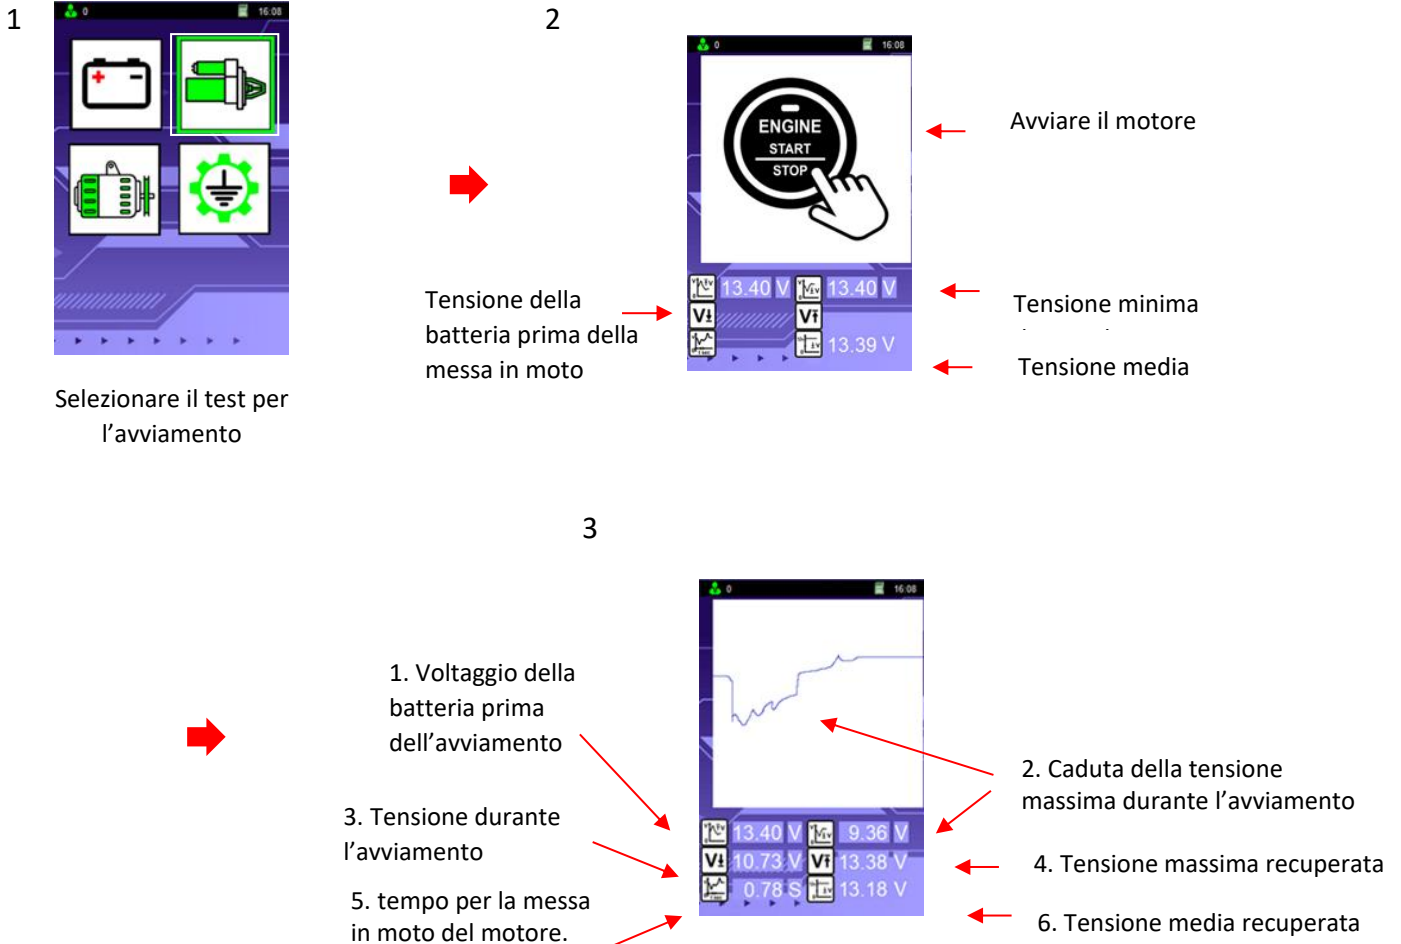 1
0 16:08
+ -
Selezionare il test per
l’avviamento
2
0 16:08
ENGINE
START
STOP
Avviare il motore
13.40 V 13.40 V
13.39 V
Tensione della
batteria prima della
messa in moto
Tensione minima
Tensione media
3
0 16:08
1. Voltaggio della
batteria prima
dell’avviamento
2. Caduta della tensione
massima durante l’avviamento
3. Tensione durante
l’avviamento
13.40 V 9.36 V
10.73 V 13.38 V
0.78 S 13.18 V
4. Tensione massima recuperata
5. tempo per la messa
in moto del motore.
6. Tensione media recuperata